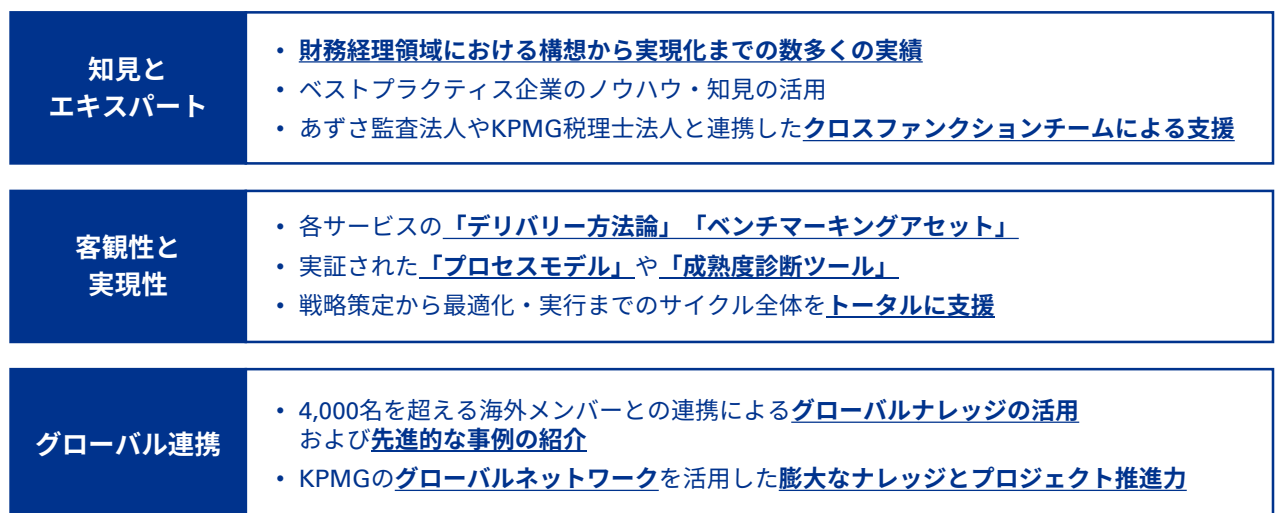 知見と
エキスパート
• 財務経理領域における構想から実現化までの数多くの実績
• ベストプラクティス企業のノウハウ・知見の活用
• あずさ監査法人やKPMG税理士法人と連携したクロスファンクションチームによる支援
客観性と
実現性
• 各サービスの「デリバリー方法論」「ベンチマーキングアセット」
• 実証された「プロセスモデル」や「成熟度診断ツール」
• 戦略策定から最適化・実行までのサイクル全体をトータルに支援
グローバル連携
• 4,000名を超える海外メンバーとの連携によるグローバルナレッジの活用
および先進的な事例の紹介
• KPMGのグローバルネットワークを活用した膨大なナレッジとプロジェクト推進力